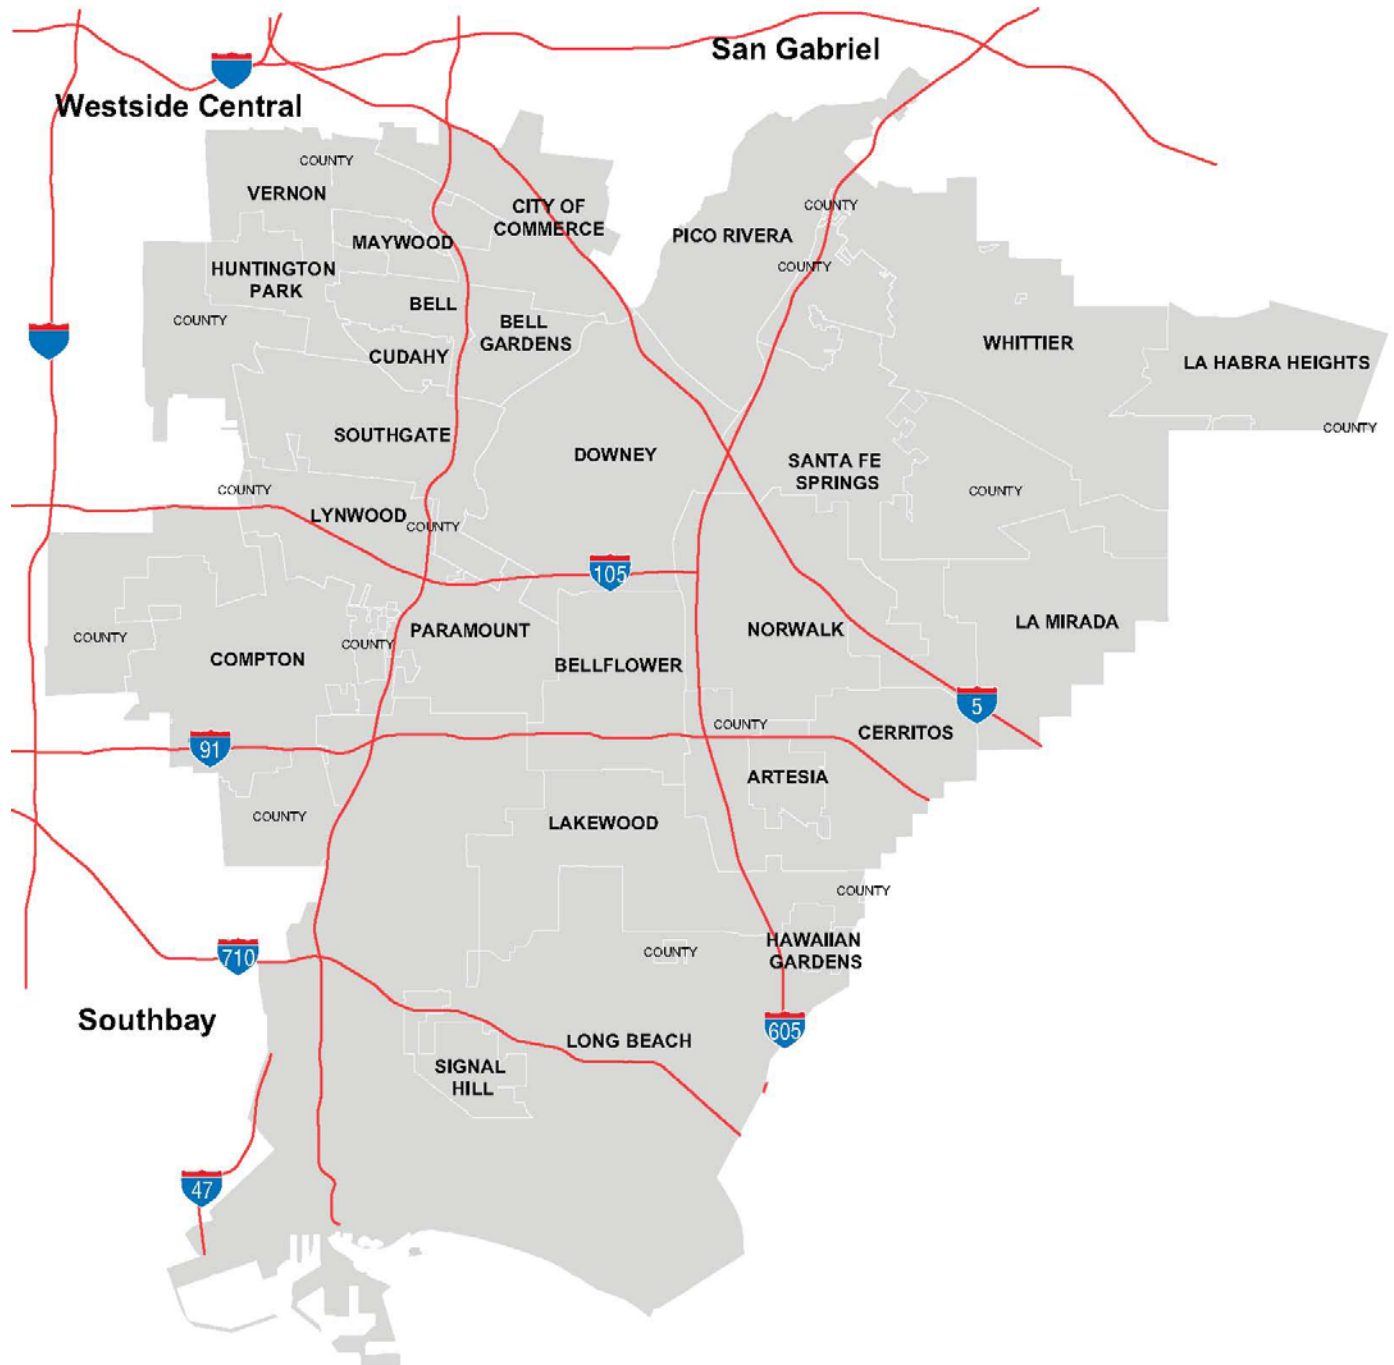 San Gabriel
Westside Central
COUNTY
VERNON
CITY OF
COMMERCE
COUNTY
PICO RIVERA
MAYWOOD
COUNTY
HUNTINGTON
PARK
BELL
COUNTY
BELL
GARDENS
WHITTIER
CUDAHY
LA HABRA HEIGHTS
COUNTY
SOUTHGATE
DOWNEY
SANTA FE
SPRINGS
COUNTY
COUNTY
LYNWOOD
COUNTY
105
COUNTY
COMPTON
COUNTY
PARAMOUNT
BELLFLOWER
NORWALK
LA MIRADA
5
COUNTY
CERRITOS
91
ARTESIA
COUNTY
LAKEWOOD
COUNTY
710
COUNTY
HAWAIIAN
GARDENS
Southbay
605
LONG BEACH
SIGNAL
HILL
47